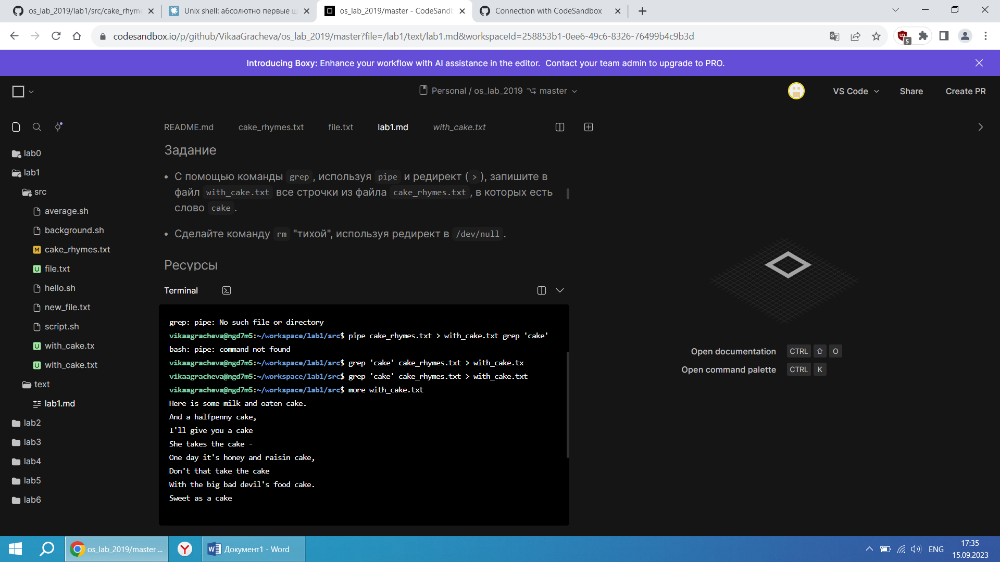 os_lab_2019/lab1/src/cake_rhyme
Unix shell: абсолютно первые ш
os_lab_2019/master - CodeSandb
Connection with CodeSandbox
codesandbox.io/p/github/VikaaGracheva/os_lab_2019/master?file=/lab1/text/lab1.md&workspaceId=258853b1-0ee6-49c6-8326-76499b4c9b3d
5
Introducing Boxy: Enhance your workflow with AI assistance in the editor. Contact your team admin to upgrade to PRO.
Personal / os_lab_2019 master
VS Code
Share
Create PR
README.md
cake_rhymes.txt
file.txt
lab1.md
with_cake.txt
lab0
lab1
src
average.sh
background.sh
M cake_rhymes.txt
U file.txt
hello.sh
new_file.txt
script.sh
U with_cake.tx
U with_cake.txt
text
lab1.md
lab2
lab3
lab4
lab5
lab6
Задание
• С помощью команды grep, используя pipe и редирект (>), запишите в
файл with_cake.txt все строчки из файла cake_rhymes.txt, в которых есть
слово cake.
• Сделайте команду rm "тихой", используя редирект в /dev/null.
Ресурсы
Terminal
grep: pipe: No such file or directory
vikaagracheva@ngd7m5:~/workspace/lab1/src$ pipe cake_rhymes.txt > with_cake.txt grep 'cake'
bash: pipe: command not found
vikaagracheva@ngd7m5:~/workspace/lab1/src$ grep 'cake' cake_rhymes.txt > with_cake.tx
vikaagracheva@ngd7m5:~/workspace/lab1/src$ grep 'cake' cake_rhymes.txt > with_cake.txt
vikaagracheva@ngd7m5:~/workspace/lab1/src$ more with_cake.txt
Here is some milk and oaten cake.
And a halfpenny cake,
I'll give you a cake
She takes the cake -
One day it's honey and raisin cake,
Don't that take the cake
With the big bad devil's food cake.
Sweet as a cake
Open documentation CTRL ⇧ O
Open command palette CTRL K
os_lab_2019/master ...
Документ1 - Word
ENG
17:35
15.09.2023